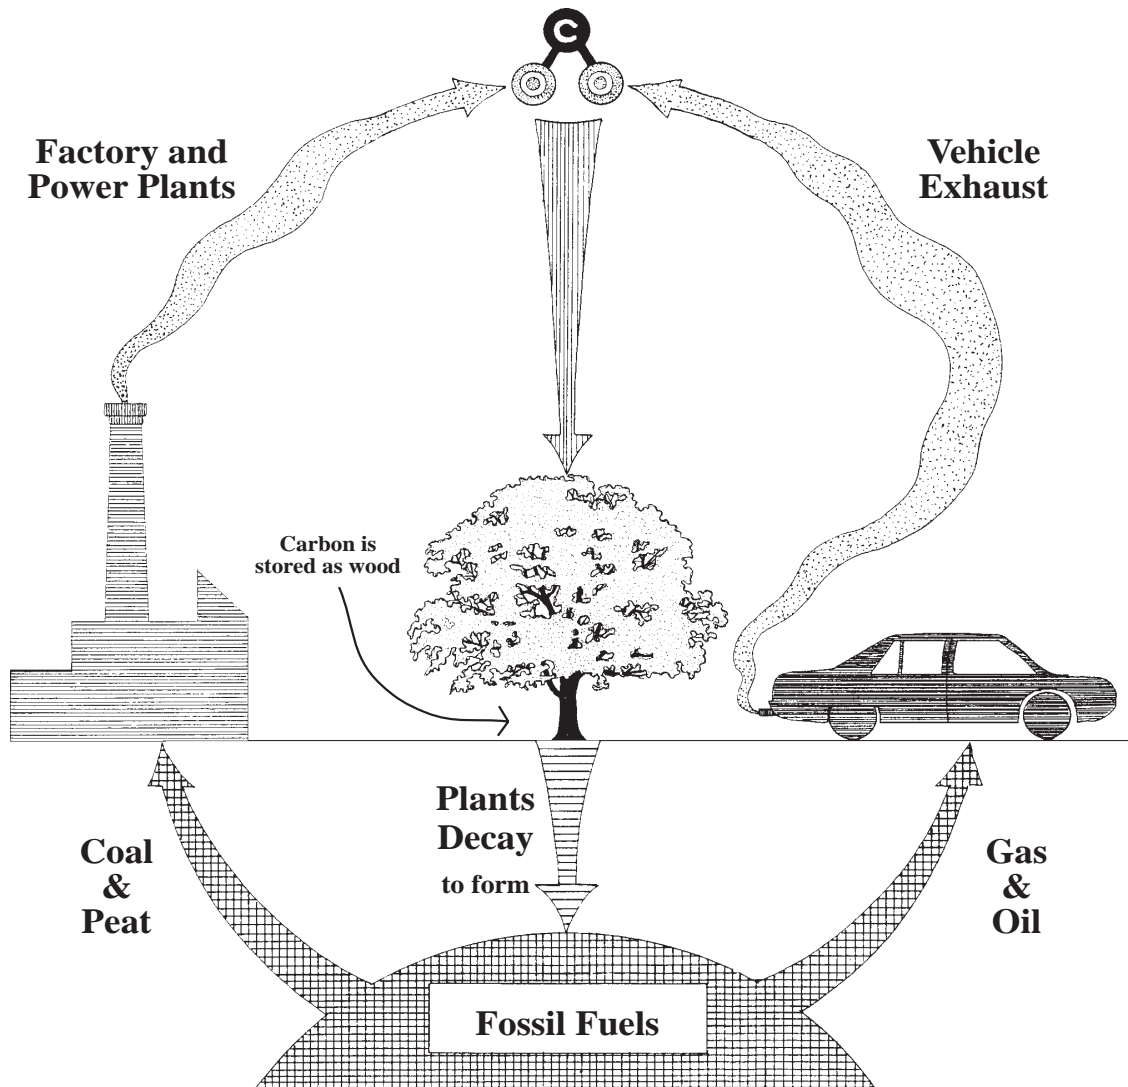 C
Factory and
Power Plants
Vehicle
Exhaust
Carbon is
stored as wood
Plants
Decay
to form
Coal
&
Peat
Gas
&
Oil
Fossil Fuels